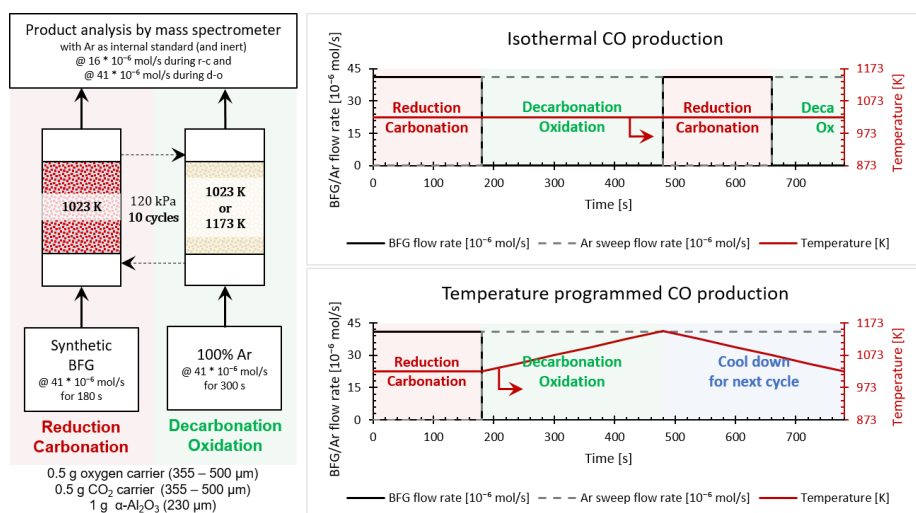 Product analysis by mass spectrometer
with Ar as internal standard (and inert)
@ 16 * 10⁻⁶ mol/s during r-c and
@ 41 * 10⁻⁶ mol/s during d-o
1023 K
120 kPa
10 cycles
1023 K
or
1173 K
Synthetic
BFG
@ 41 * 10⁻⁶ mol/s
for 180 s
100% Ar
@ 41 * 10⁻⁶ mol/s
for 300 s
Reduction
Carbonation
Decarbonation
Oxidation
0.5 g oxygen carrier (355 – 500 µm)
0.5 g CO₂ carrier (355 – 500 µm)
1 g α-Al₂O₃ (230 µm)
Isothermal CO production
BFG/Ar flow rate [10⁻⁶ mol/s]
45
30
15
0
Reduction
Carbonation
Decarbonation
Oxidation
Reduction
Carbonation
Deca
Ox
1173
1073
973
873
Temperature [K]
0 100 200 300 400 500 600 700
Time [s]
BFG flow rate [10⁻⁶ mol/s] Ar sweep flow rate [10⁻⁶ mol/s] Temperature [K]
Temperature programmed CO production
BFG/Ar flow rate [10⁻⁶ mol/s]
45
30
15
0
Reduction
Carbonation
Decarbonation
Oxidation
Cool down
for next cycle
1173
1073
973
873
Temperature [K]
0 100 200 300 400 500 600 700
Time [s]
BFG flow rate [10⁻⁶ mol/s] Ar sweep flow rate [10⁻⁶ mol/s] Temperature [K]